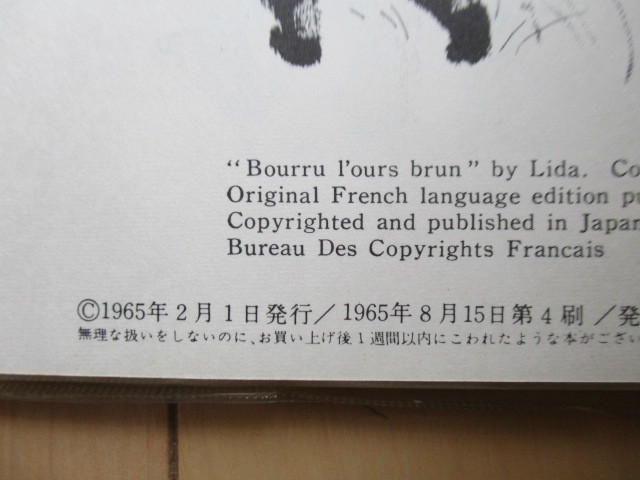 “Bourru l'ours brun” by Lida. Co
Original French language edition pu
Copyrighted and published in Japan
Bureau Des Copyrights Francais
©1965年2月1日発行／1965年8月15日第4刷／発
無理な扱いをしないのに、お買い上げ後1週間以内にこわれたような本がござい